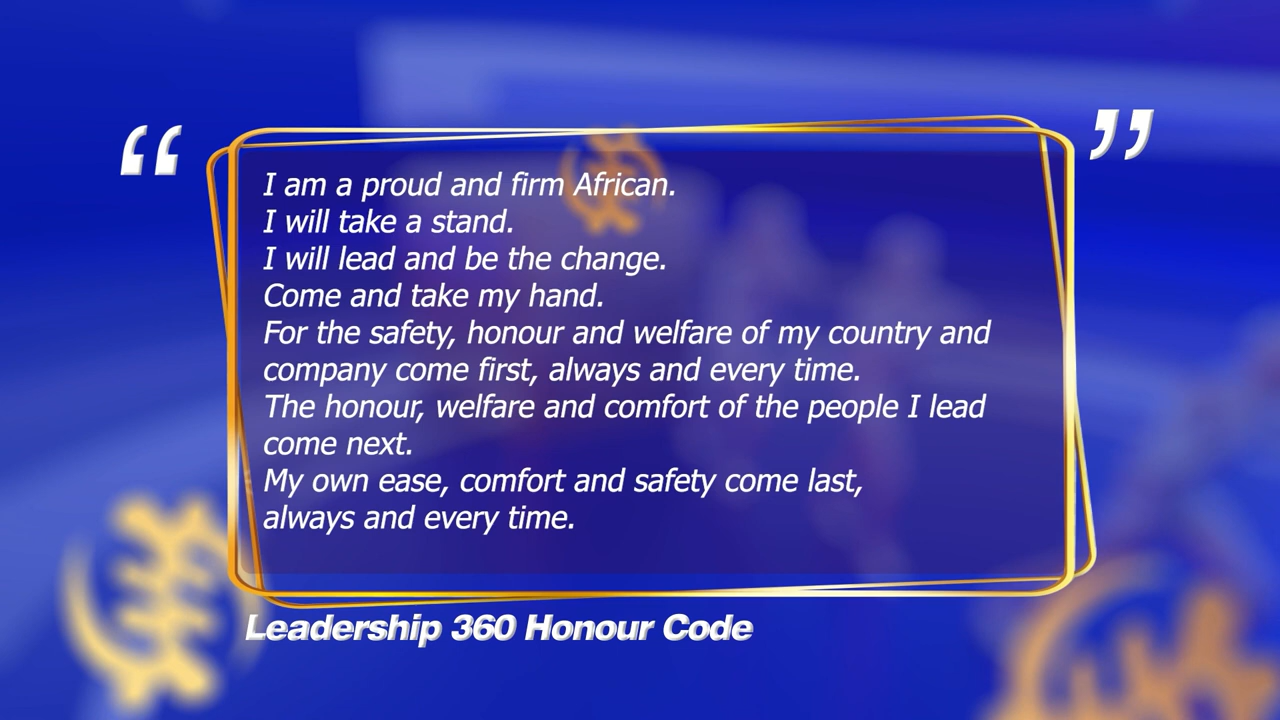 “ ”
I am a proud and firm African.
I will take a stand.
I will lead and be the change.
Come and take my hand.
For the safety, honour and welfare of my country and
company come first, always and every time.
The honour, welfare and comfort of the people I lead
come next.
My own ease, comfort and safety come last,
always and every time.
Leadership 360 Honour Code